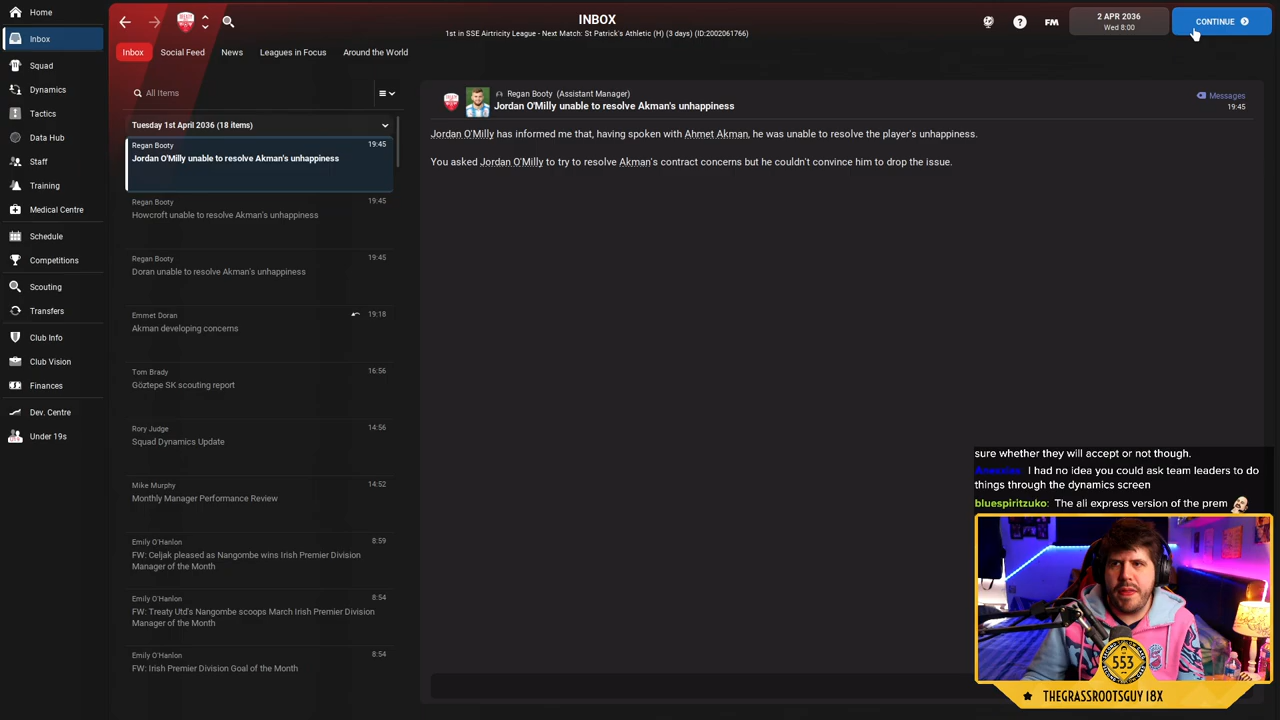 Home
Inbox
Squad
Dynamics
Tactics
Data Hub
Staff
Training
Medical Centre
Schedule
Competitions
Scouting
Transfers
Club Info
Club Vision
Finances
Dev. Centre
Under 19s
INBOX
1st in SSE Airtricity League - Next Match: St Patrick's Athletic (H) (3 days) (ID:2002061766)
FM
2 APR 2036
Wed 8:00
CONTINUE
Inbox Social Feed News Leagues in Focus Around the World
All Items
Tuesday 1st April 2036 (18 items)
Regan Booty 19:45
Jordan O'Milly unable to resolve Akman's unhappiness
Regan Booty 19:45
Howcroft unable to resolve Akman's unhappiness
Regan Booty 19:45
Doran unable to resolve Akman's unhappiness
Emmet Doran 19:18
Akman developing concerns
Tom Brady 16:56
Göztepe SK scouting report
Rory Judge 14:56
Squad Dynamics Update
Mike Murphy 14:52
Monthly Manager Performance Review
Emily O'Hanlon 8:59
FW: Celjak pleased as Nangombe wins Irish Premier Division
Manager of the Month
Emily O'Hanlon 8:54
FW: Treaty Utd's Nangombe scoops March Irish Premier Division
Manager of the Month
Emily O'Hanlon 8:54
FW: Irish Premier Division Goal of the Month
Regan Booty (Assistant Manager)
Jordan O'Milly unable to resolve Akman's unhappiness
Messages
19:45
Jordan O'Milly has informed me that, having spoken with Ahmet Akman, he was unable to resolve the player's unhappiness.
You asked Jordan O'Milly to try to resolve Akman's contract concerns but he couldn't convince him to drop the issue.
sure whether they will accept or not though.
I had no idea you could ask team leaders to do
things through the dynamics screen
bluespiritzuko: The ali express version of the prem
553
THEGRASSROOTSGUY18X